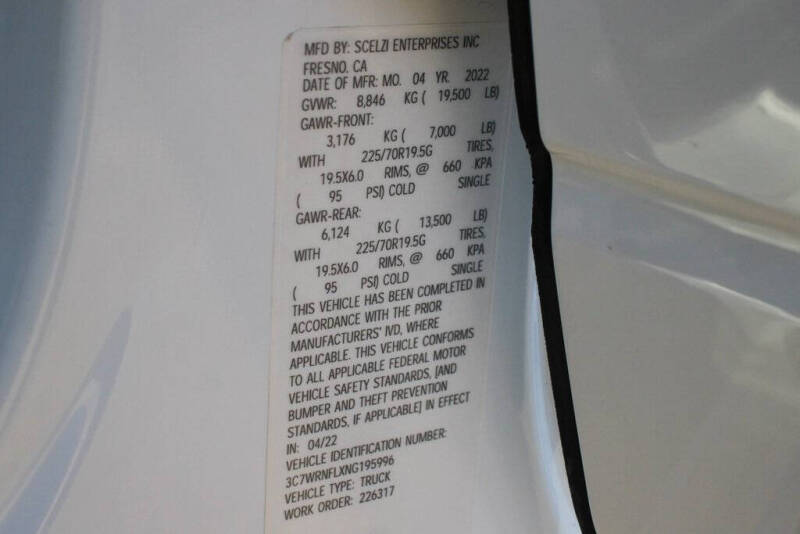 MFD BY: SCELZI ENTERPRISES INC
FRESNO, CA
DATE OF MFR: MO. 04 YR. 2022
GVWR: 8,846 KG ( 19,500 LB)
GAWR-FRONT:
3,176 KG ( 7,000 LB)
WITH 225/70R19.5G TIRES,
19.5X6.0 RIMS, @ 660 KPA
( 95 PSI) COLD SINGLE
GAWR-REAR:
6,124 KG ( 13,500 LB)
WITH 225/70R19.5G TIRES,
19.5X6.0 RIMS, @ 660 KPA
( 95 PSI) COLD SINGLE
THIS VEHICLE HAS BEEN COMPLETED IN
ACCORDANCE WITH THE PRIOR
MANUFACTURERS' IVD, WHERE
APPLICABLE. THIS VEHICLE CONFORMS
TO ALL APPLICABLE FEDERAL MOTOR
VEHICLE SAFETY STANDARDS, [AND
BUMPER AND THEFT PREVENTION
STANDARDS, IF APPLICABLE] IN EFFECT
IN: 04/22
VEHICLE IDENTIFICATION NUMBER:
3C7WRNFLXNG195996
VEHICLE TYPE: TRUCK
WORK ORDER: 226317